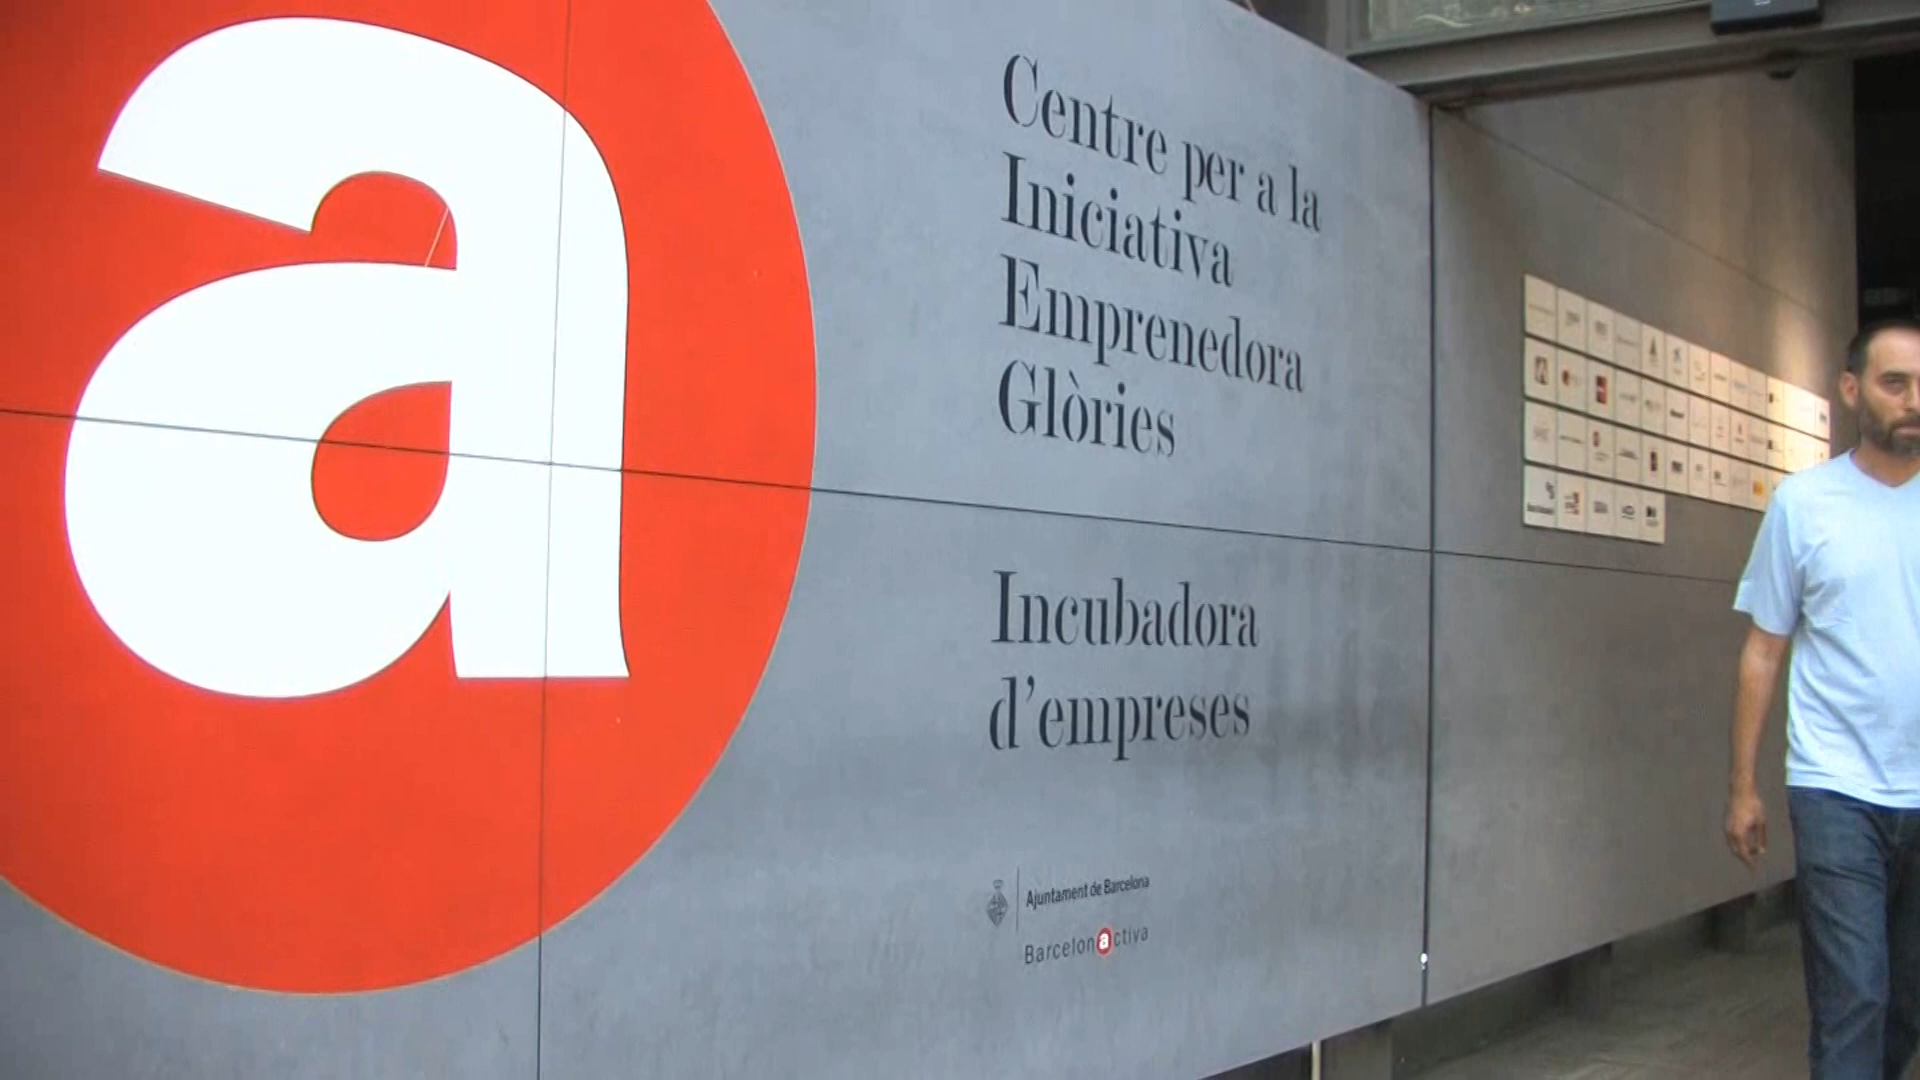 a
Centre per a la
Iniciativa
Emprenedora
Glòries
Incubadora
d'empreses
Ajuntament de Barcelona
Barcelonactiva